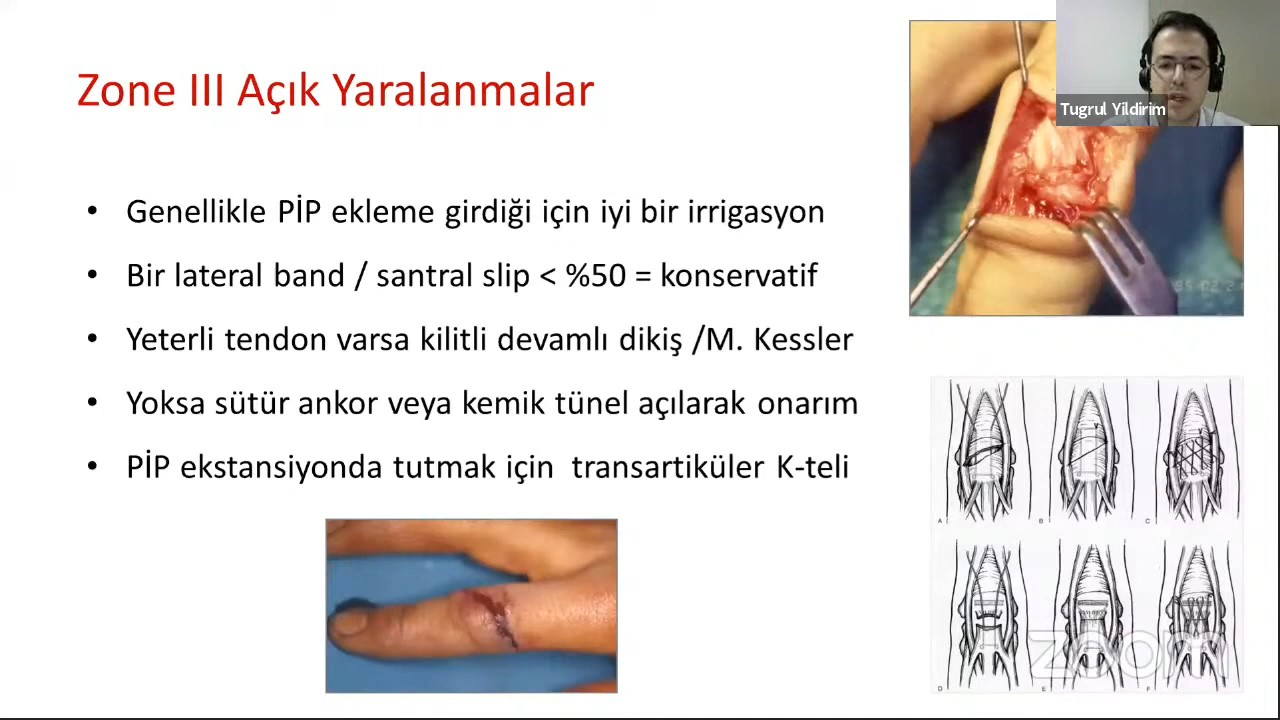 Zone III Açık Yaralanmalar
Tugrul Yildirim
• Genellikle PİP ekleme girdiği için iyi bir irrigasyon
• Bir lateral band / santral slip < %50 = konservatif
• Yeterli tendon varsa kilitli devamlı dikiş /M. Kessler
• Yoksa sütür ankor veya kemik tünel açılarak onarım
• PİP ekstansiyonda tutmak için transartiküler K-teli
A B C
D E F
zoom